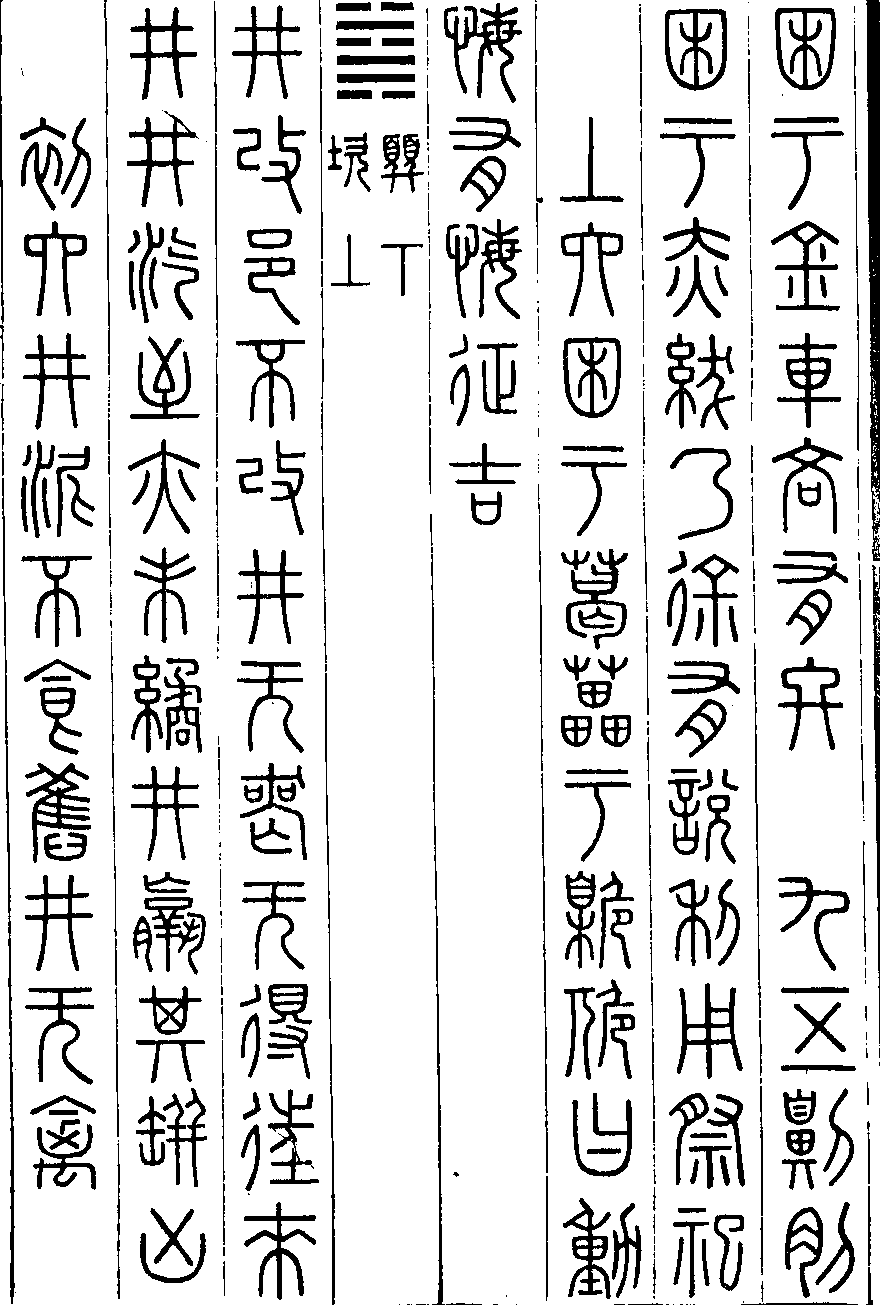 困于金車吝有終 九五劓刖
困于赤紱乃徐有說利用祭祀
上六困于葛藟于臲卼曰動
悔有悔征吉
䷯ 巽下坎上
井改邑不改井无喪无得往來
井井汔至亦未繘井羸其缾凶
初六井泥不食舊井无禽